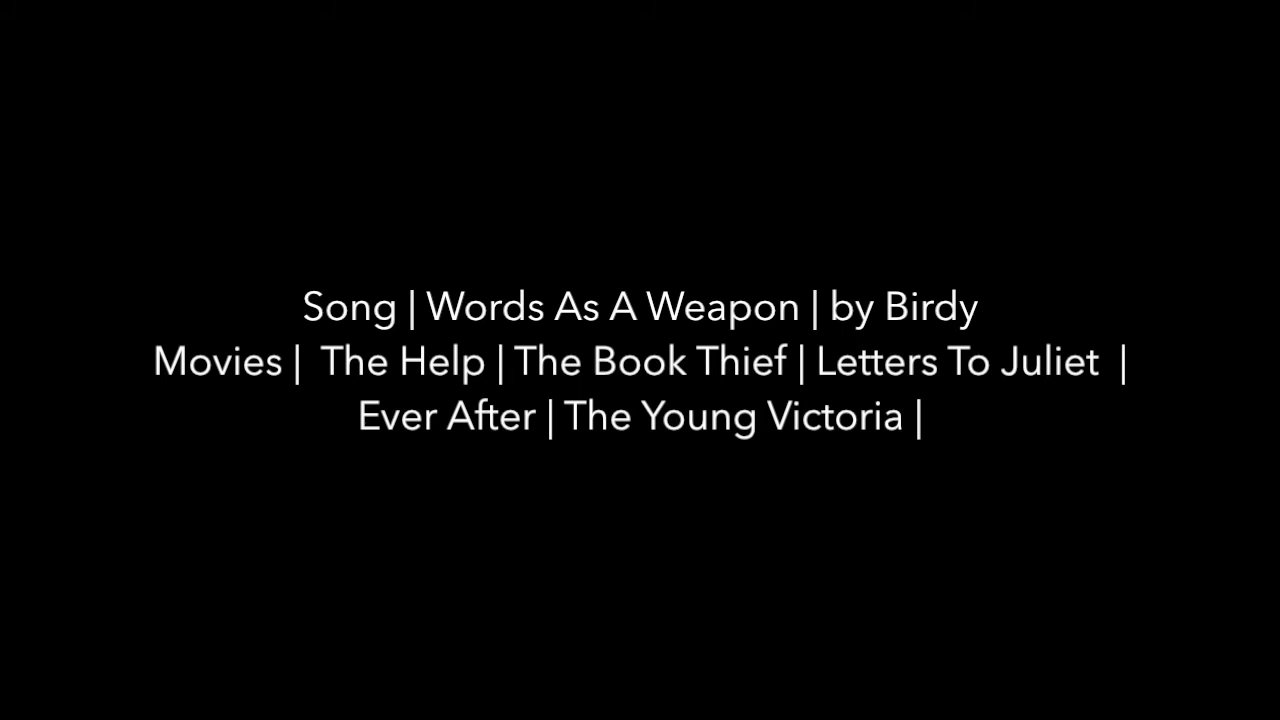 Song | Words As A Weapon | by Birdy
Movies |  The Help | The Book Thief | Letters To Juliet  |
Ever After | The Young Victoria |